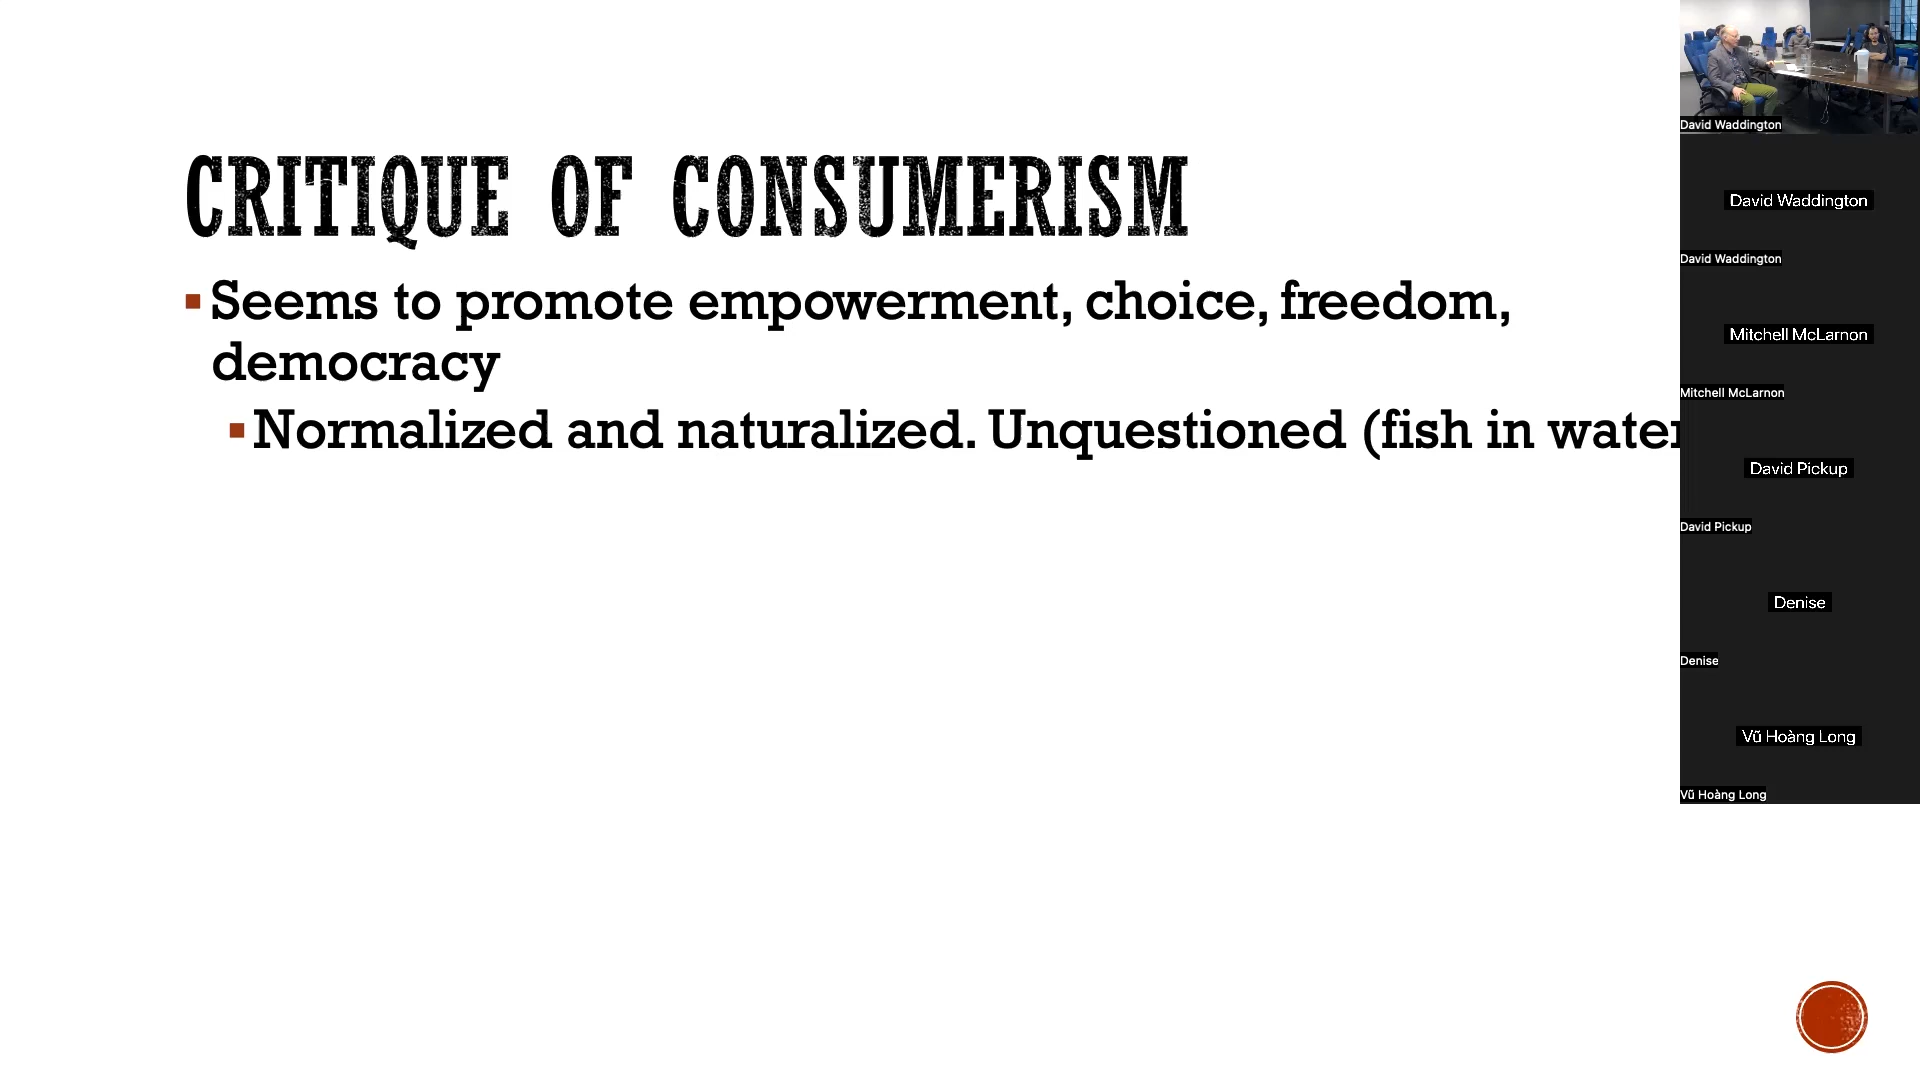 CRITIQUE OF CONSUMERISM
▪Seems to promote empowerment, choice, freedom,
democracy
▪Normalized and naturalized. Unquestioned (fish in water
David Waddington
David Waddington
David Waddington
Mitchell McLarnon
Mitchell McLarnon
David Pickup
David Pickup
Denise
Denise
Vũ Hoàng Long
Vũ Hoàng Long